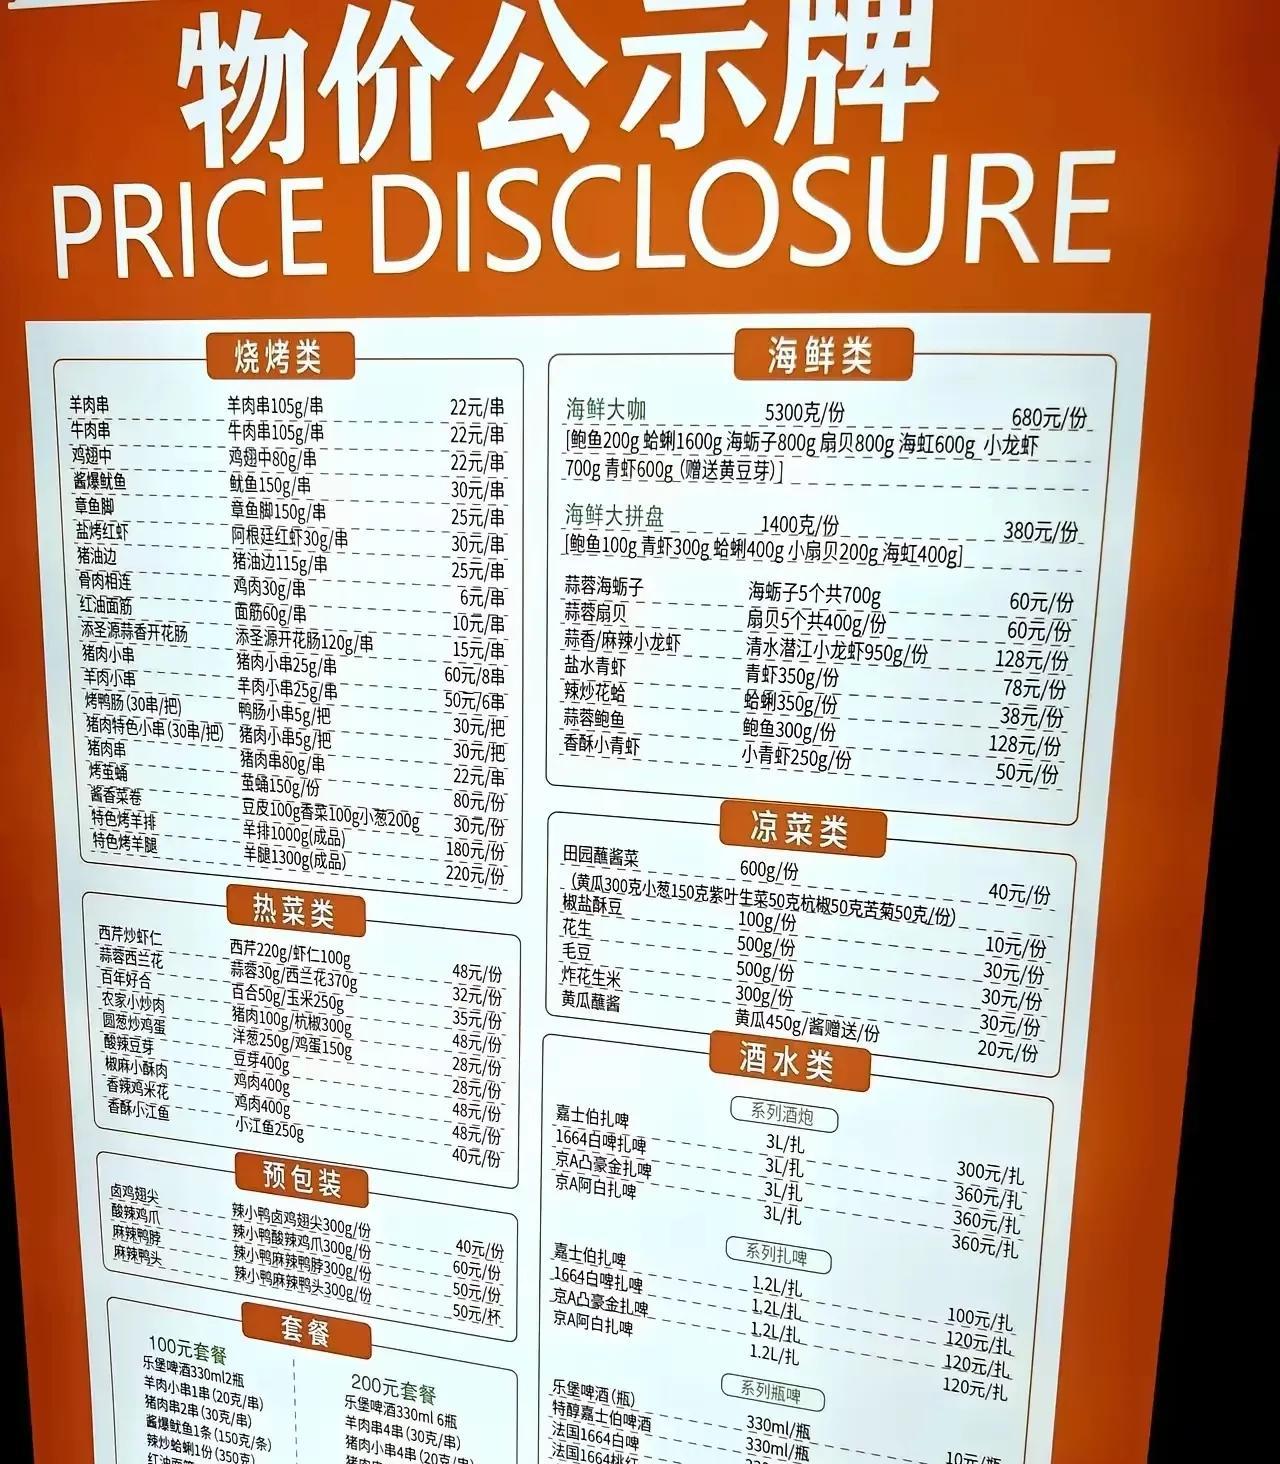 物价公示牌
PRICE DISCLOSURE
烧烤类
羊肉串 羊肉串105g/串 22元/串
牛肉串 牛肉串105g/串 22元/串
鸡翅中 鸡翅中80g/串 22元/串
酱爆鱿鱼 鱿鱼150g/串 30元/串
章鱼脚 章鱼脚150g/串 25元/串
盐烤红虾 阿根廷红虾30g/串 30元/串
猪油边 猪油边115g/串 25元/串
骨肉相连 鸡肉30g/串 6元/串
红油面筋 面筋60g/串 10元/串
添圣源蒜香开花肠 添圣源开花肠120g/串 15元/串
猪肉小串 猪肉小串25g/串 60元/8串
羊肉小串 羊肉小串25g/串 50元/6串
烤鸭肠(30串/把) 鸭肠小串5g/把 30元/把
猪肉特色小串(30串/把) 猪肉小串5g/把 30元/把
猪肉串 猪肉串80g/串 22元/串
烤茧蛹 茧蛹150g/份 80元/份
酱香菜卷 豆皮100g香菜100g小葱200g 30元/份
特色烤羊排 羊排1000g(成品) 180元/份
特色烤羊腿 羊腿1300g(成品) 220元/份
热菜类
西芹炒虾仁 西芹220g/虾仁100g 48元/份
蒜蓉西兰花 蒜蓉30g/西兰花370g 32元/份
百年好合 百合50g/玉米250g 35元/份
农家小炒肉 猪肉100g/杭椒300g 48元/份
圆葱炒鸡蛋 洋葱250g/鸡蛋150g 28元/份
酸辣豆芽 豆芽400g 28元/份
椒麻小酥肉 鸡肉400g 48元/份
香辣鸡米花 鸡肉400g 48元/份
香酥小江鱼 小江鱼250g 40元/份
预包装
卤鸡翅尖 辣小鸭卤鸡翅尖300g/份 40元/份
酸辣鸡爪 辣小鸭酸辣鸡爪300g/份 60元/份
麻辣鸭脖 辣小鸭麻辣鸭脖300g/份 50元/份
麻辣鸭头 辣小鸭麻辣鸭头300g/份 50元/杯
套餐
100元套餐
乐堡啤酒330ml2瓶
羊肉小串1串(20克/串)
猪肉串2串(30克/串)
酱爆鱿鱼1条(150克/条)
辣炒蛤蜊1份(350克)
200元套餐
乐堡啤酒330ml 6瓶
羊肉串4串(30克/串)
猪肉小串4串(20克/串)
海鲜类
海鲜大咖 5300克/份 680元/份
[鲍鱼200g 蛤蜊1600g 海蛎子800g 扇贝800g 海虹600g 小龙虾
700g 青虾600g (赠送黄豆芽)]
海鲜大拼盘 1400克/份 380元/份
[鲍鱼100g 青虾300g 蛤蜊400g 小扇贝200g 海虹400g]
蒜蓉海蛎子 海蛎子5个共700g 60元/份
蒜蓉扇贝 扇贝5个共400g/份 60元/份
蒜香/麻辣小龙虾 清水潜江小龙虾950g/份 128元/份
盐水青虾 青虾350g/份 78元/份
辣炒花蛤 蛤蜊350g/份 38元/份
蒜蓉鲍鱼 鲍鱼300g/份 128元/份
香酥小青虾 小青虾250g/份 50元/份
凉菜类
田园蘸酱菜 600g/份 40元/份
(黄瓜300克小葱150克紫叶生菜50克杭椒50克苦菊50克/份)
椒盐酥豆 100g/份 10元/份
花生 500g/份 30元/份
毛豆 500g/份 30元/份
炸花生米 300g/份 30元/份
黄瓜蘸酱 黄瓜450g/酱赠送/份 20元/份
酒水类
系列酒炮
嘉士伯扎啤 3L/扎 300元/扎
1664白啤扎啤 3L/扎 360元/扎
京A凸豪金扎啤 3L/扎 360元/扎
京A阿白扎啤 3L/扎 360元/扎
系列扎啤
嘉士伯扎啤 1.2L/扎 100元/扎
1664白啤扎啤 1.2L/扎 120元/扎
京A凸豪金扎啤 1.2L/扎 120元/扎
京A阿白扎啤 1.2L/扎 120元/扎
系列瓶啤
乐堡啤酒(瓶) 330ml/瓶 10元/瓶
特醇嘉士伯啤酒 330ml/瓶
法国1664白啤